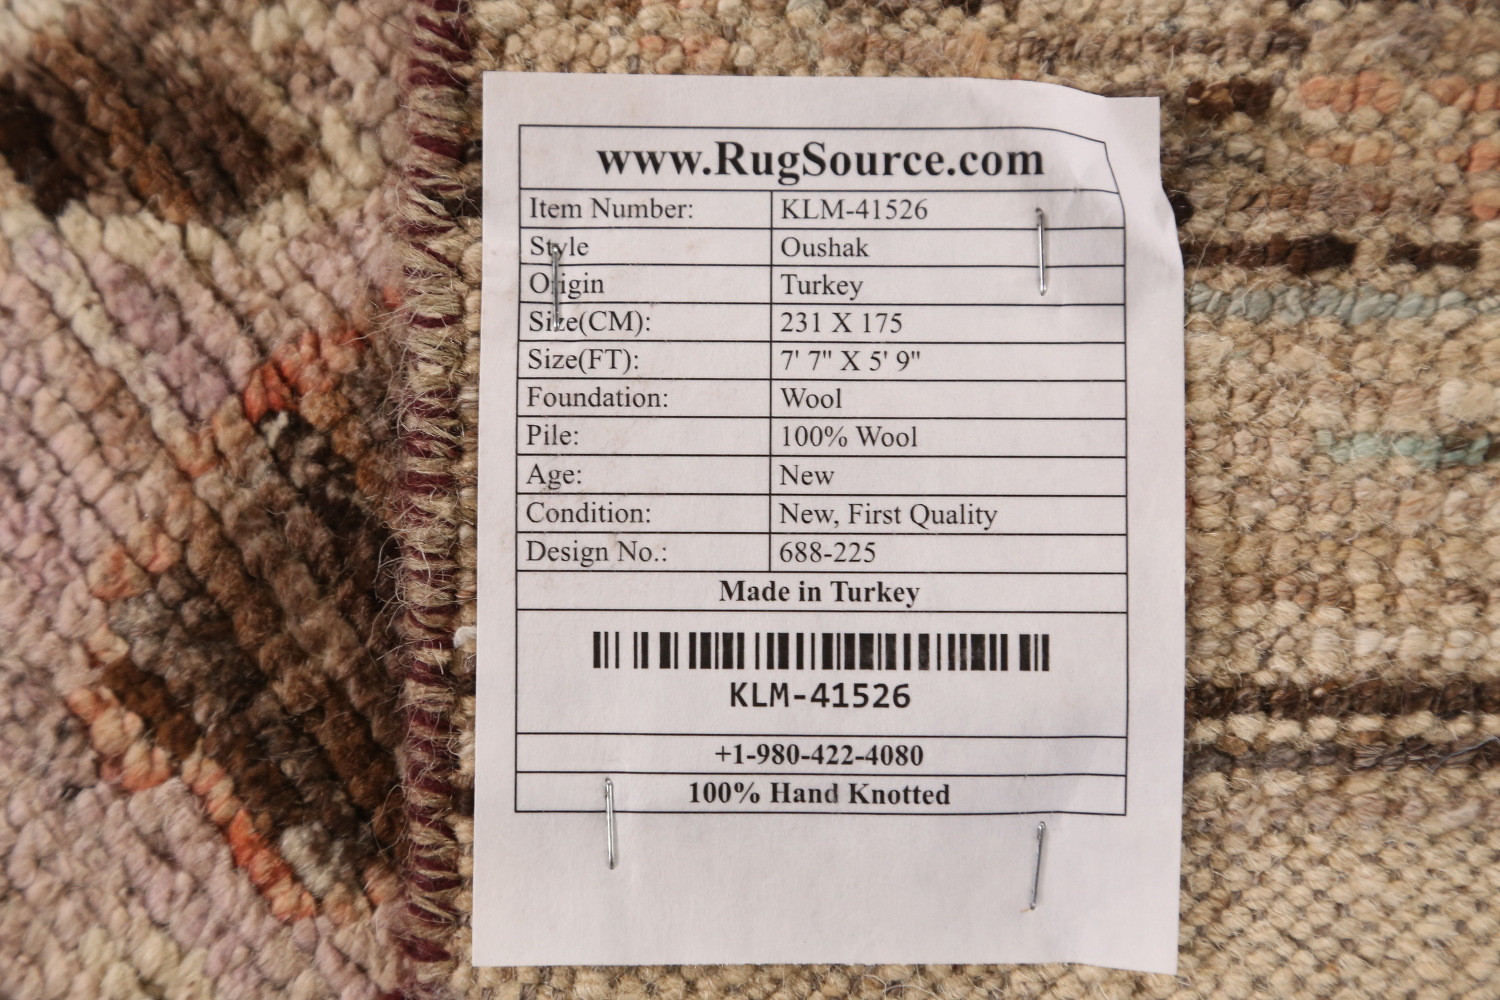 www.RugSource.com
Item Number: KLM-41526
Style Oushak
Origin Turkey
Size(CM): 231 X 175
Size(FT): 7' 7" X 5' 9"
Foundation: Wool
Pile: 100% Wool
Age: New
Condition: New, First Quality
Design No.: 688-225
Made in Turkey
KLM-41526
+1-980-422-4080
100% Hand Knotted